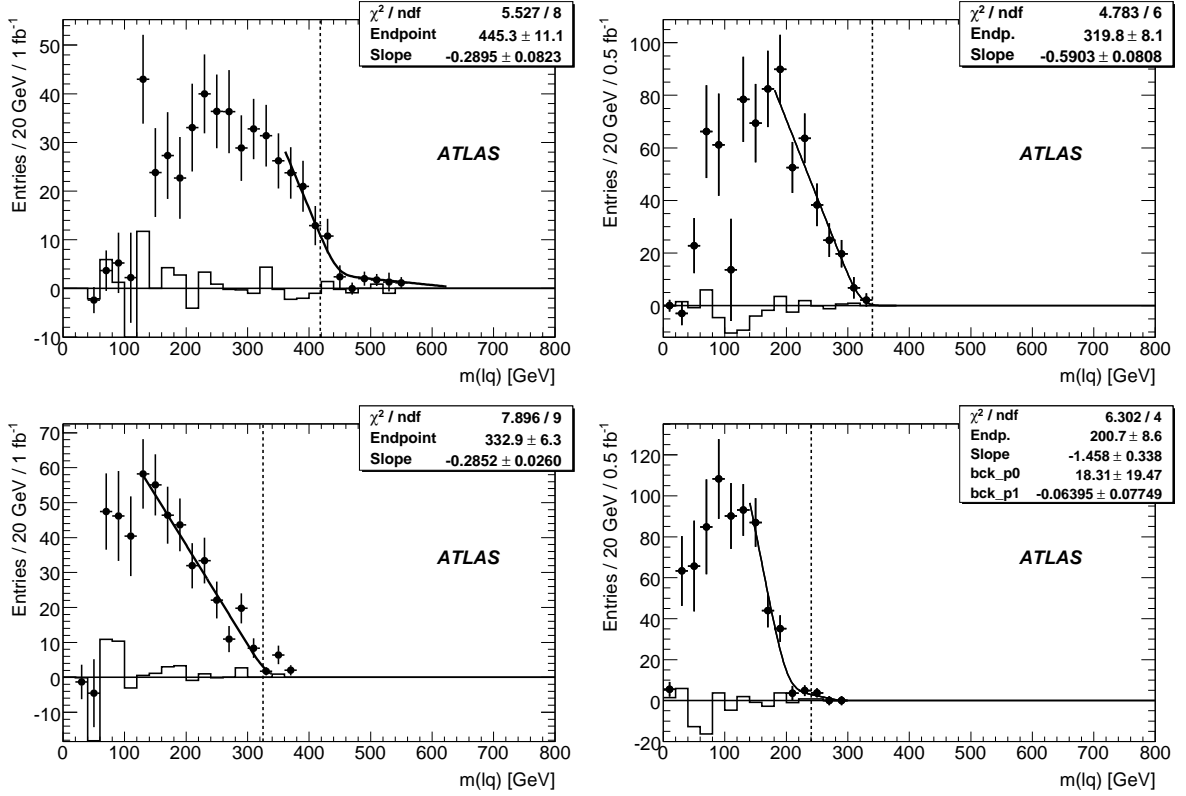 χ² / ndf 5.527 / 8
Endpoint 445.3 ± 11.1
Slope -0.2895 ± 0.0823
Entries / 20 GeV / 1 fb⁻¹
50
40
30
20
10
0
-10
ATLAS
0 100 200 300 400 500 600 700 800
m(lq) [GeV]
χ² / ndf 4.783 / 6
Endp. 319.8 ± 8.1
Slope -0.5903 ± 0.0808
Entries / 20 GeV / 0.5 fb⁻¹
100
80
60
40
20
0
ATLAS
0 100 200 300 400 500 600 700 800
m(lq) [GeV]
χ² / ndf 7.896 / 9
Endpoint 332.9 ± 6.3
Slope -0.2852 ± 0.0260
Entries / 20 GeV / 1 fb⁻¹
70
60
50
40
30
20
10
0
-10
ATLAS
0 100 200 300 400 500 600 700 800
m(lq) [GeV]
χ² / ndf 6.302 / 4
Endp. 200.7 ± 8.6
Slope -1.458 ± 0.338
bck_p0 18.31 ± 19.47
bck_p1 -0.06395 ± 0.07749
Entries / 20 GeV / 0.5 fb⁻¹
120
100
80
60
40
20
0
-20
ATLAS
0 100 200 300 400 500 600 700 800
m(lq) [GeV]